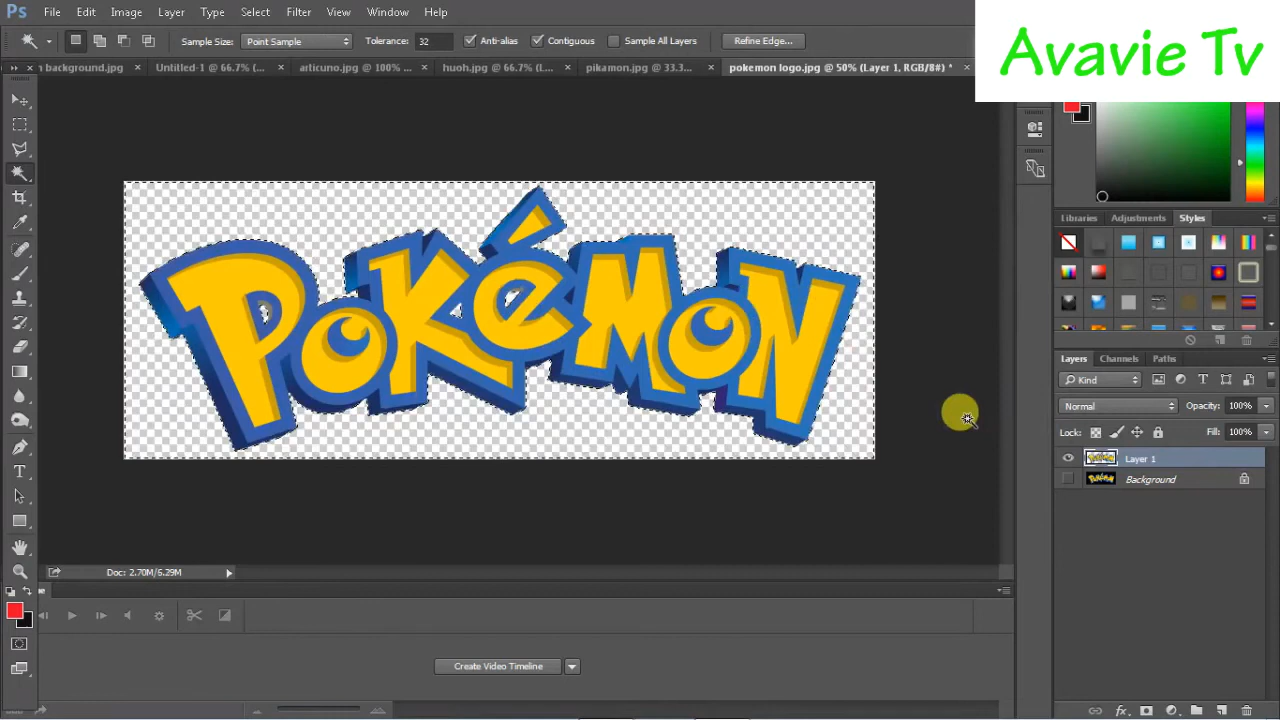 Ps File Edit Image Layer Type Select Filter View Window Help
Avavie Tv
Sample Size: Point Sample Tolerance: 32 Anti-alias Contiguous Sample All Layers Refine Edge...
n background.jpg Untitled-1 @ 66.7% (... articuno.jpg @ 100% ... huoh.jpg @ 66.7% (L... pikamon.jpg @ 33.3... pokemon logo.jpg @ 50% (Layer 1, RGB/8#) *
Pokémon
Libraries Adjustments Styles
Layers Channels Paths
Kind
Normal Opacity: 100%
Lock: Fill: 100%
Layer 1
Background
Doc: 2.70M/5.29M
Create Video Timeline